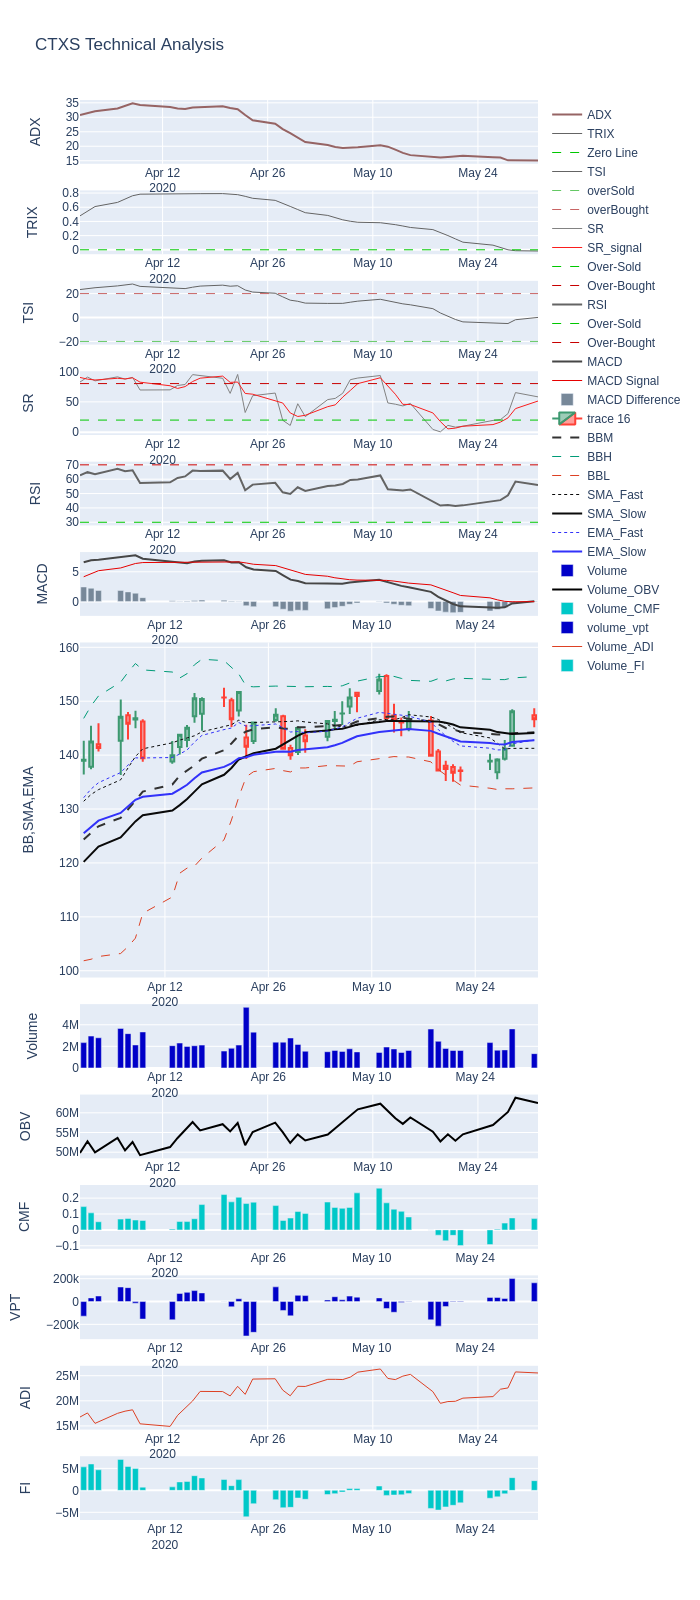 CTXS Technical Analysis
35
30
25
20
15
ADX
Apr 12
2020
Apr 26
May 10
May 24
0.8
0.6
0.4
0.2
0
TRIX
Apr 12
2020
Apr 26
May 10
May 24
20
0
−20
TSI
Apr 12
2020
Apr 26
May 10
May 24
100
50
0
SR
Apr 12
2020
Apr 26
May 10
May 24
70
60
50
40
30
RSI
Apr 12
2020
Apr 26
May 10
May 24
5
0
MACD
Apr 12
2020
Apr 26
May 10
May 24
160
150
140
130
120
110
100
BB,SMA,EMA
Apr 12
2020
Apr 26
May 10
May 24
4M
2M
0
Volume
Apr 12
2020
Apr 26
May 10
May 24
60M
55M
50M
OBV
Apr 12
2020
Apr 26
May 10
May 24
0.2
0.1
0
−0.1
CMF
Apr 12
2020
Apr 26
May 10
May 24
200k
0
−200k
VPT
Apr 12
2020
Apr 26
May 10
May 24
25M
20M
15M
ADI
Apr 12
2020
Apr 26
May 10
May 24
5M
0
−5M
FI
Apr 12
2020
Apr 26
May 10
May 24
ADX
TRIX
Zero Line
TSI
overSold
overBought
SR
SR_signal
Over-Sold
Over-Bought
RSI
Over-Sold
Over-Bought
MACD
MACD Signal
MACD Difference
trace 16
BBM
BBH
BBL
SMA_Fast
SMA_Slow
EMA_Fast
EMA_Slow
Volume
Volume_OBV
Volume_CMF
volume_vpt
Volume_ADI
Volume_FI